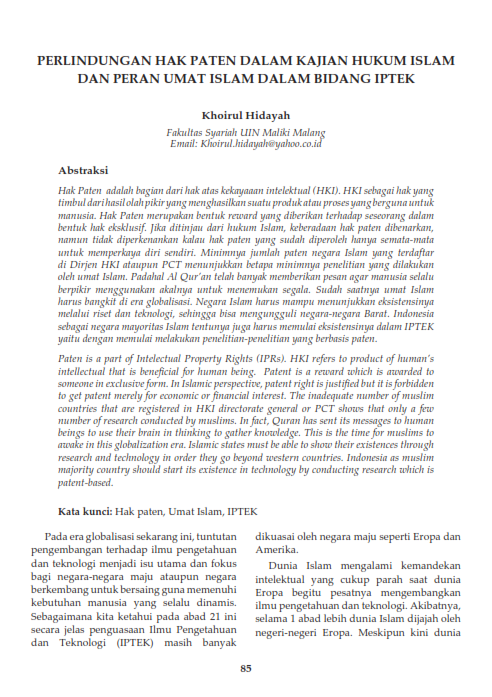 PERLINDUNGAN HAK PATEN DALAM KAJIAN HUKUM ISLAM
DAN PERAN UMAT ISLAM DALAM BIDANG IPTEK
Khoirul Hidayah
Fakultas Syariah UIN Maliki Malang
Email: Khoirul.hidayah@yahoo.co.id
Abstraksi
Hak Paten adalah bagian dari hak atas kekayaaan intelektual (HKI). HKI sebagai hak yang
timbul dari hasil olah pikir yang menghasilkan suatu produk atau proses yang berguna untuk
manusia. Hak Paten merupakan bentuk reward yang diberikan terhadap seseorang dalam
bentuk hak eksklusif. Jika ditinjau dari hukum Islam, keberadaan hak paten dibenarkan,
namun tidak diperkenankan kalau hak paten yang sudah diperoleh hanya semata-mata
untuk memperkaya diri sendiri. Minimnya jumlah paten negara Islam yang terdaftar
di Dirjen HKI ataupun PCT menunjukkan betapa minimnya penelitian yang dilakukan
oleh umat Islam. Padahal Al Qur'an telah banyak memberikan pesan agar manusia selalu
berpikir menggunakan akalnya untuk menemukan segala. Sudah saatnya umat Islam
harus bangkit di era globalisasi. Negara Islam harus mampu menunjukkan eksistensinya
melalui riset dan teknologi, sehingga bisa mengungguli negara-negara Barat. Indonesia
sebagai negara mayoritas Islam tentunya juga harus memulai eksistensinya dalam IPTEK
yaitu dengan memulai melakukan penelitian-penelitian yang berbasis paten.
Paten is a part of Intelectual Property Rights (IPRs). HKI refers to product of human's
intellectual that is beneficial for human being. Patent is a reward which is awarded to
someone in exclusive form. In Islamic perspective, patent right is justified but it is forbidden
to get patent merely for economic or financial interest. The inadequate number of muslim
countries that are registered in HKI directorate general or PCT shows that only a few
number of research conducted by muslims. In fact, Quran has sent its messages to human
beings to use their brain in thinking to gather knowledge. This is the time for muslims to
awake in this globalization era. Islamic states must be able to show their existences through
research and technology in order they go beyond western countries. Indonesia as muslim
majority country should start its existence in technology by conducting research which is
patent-based.
Kata kunci: Hak paten, Umat Islam, IPTEK
Pada era globalisasi sekarang ini, tuntutan
pengembangan terhadap ilmu pengetahuan
dan teknologi menjadi isu utama dan fokus
bagi negara-negara maju ataupun negara
berkembang untuk bersaing guna memenuhi
kebutuhan manusia yang selalu dinamis.
Sebagaimana kita ketahui pada abad 21 ini
secara jelas penguasaan Ilmu Pengetahuan
dan Teknologi (IPTEK) masih banyak
dikuasai oleh negara maju seperti Eropa dan
Amerika.
Dunia Islam mengalami kemandekan
intelektual yang cukup parah saat dunia
Eropa begitu pesatnya mengembangkan
ilmu pengetahuan dan teknologi. Akibatnya,
selama 1 abad lebih dunia Islam dijajah oleh
negeri-negeri Eropa. Meskipun kini dunia
85